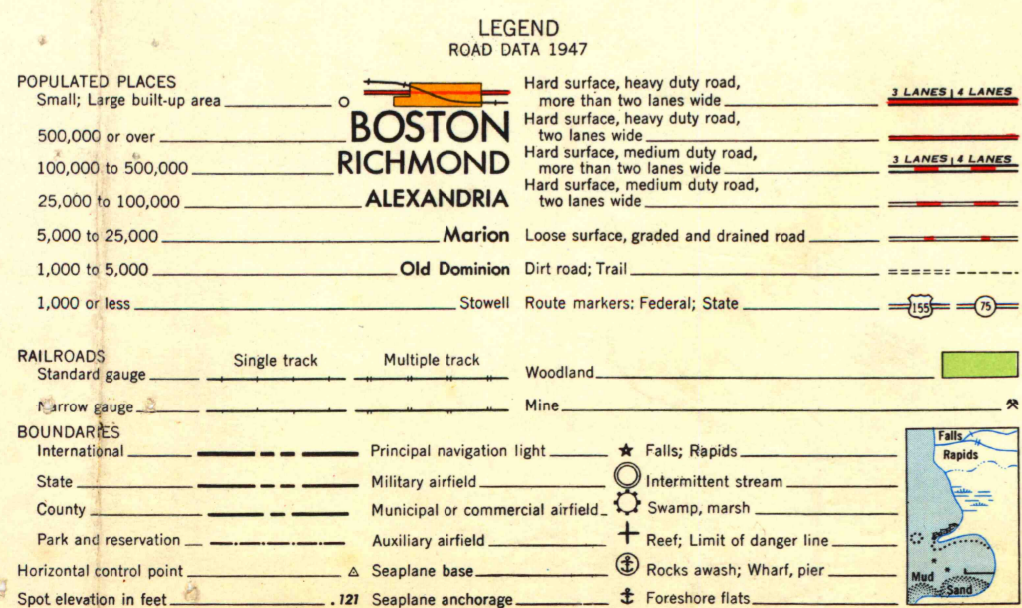 LEGEND
ROAD DATA 1947
POPULATED PLACES
Small; Large built-up area
500,000 or over
BOSTON
100,000 to 500,000
RICHMOND
25,000 to 100,000
ALEXANDRIA
5,000 to 25,000
Marion
1,000 to 5,000
Old Dominion
1,000 or less
Stowell
Hard surface, heavy duty road,
more than two lanes wide
3 LANES | 4 LANES
Hard surface, heavy duty road,
two lanes wide
Hard surface, medium duty road,
more than two lanes wide
3 LANES | 4 LANES
Hard surface, medium duty road,
two lanes wide
Loose surface, graded and drained road
Dirt road; Trail
Route markers: Federal; State
155
75
RAILROADS
Single track
Multiple track
Standard gauge
Narrow gauge
Woodland
Mine
BOUNDARIES
International
State
County
Park and reservation
Horizontal control point
Spot elevation in feet
.121
Principal navigation light
Military airfield
Municipal or commercial airfield
Auxiliary airfield
Seaplane base
Seaplane anchorage
Falls; Rapids
Intermittent stream
Swamp, marsh
Reef; Limit of danger line
Rocks awash; Wharf, pier
Foreshore flats
Falls
Rapids
Mud
Sand